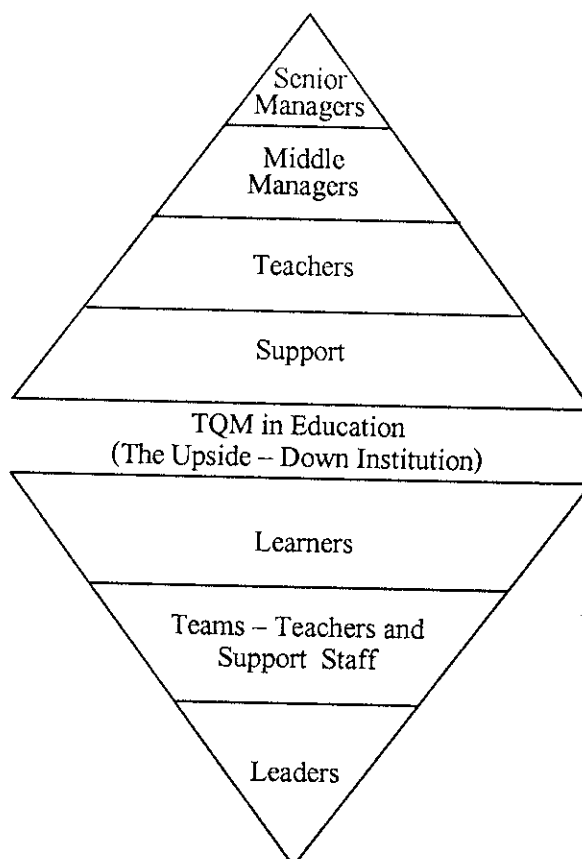 Senior
Managers
Middle
Managers
Teachers
Support
TQM in Education
(The Upside – Down Institution)
Learners
Teams – Teachers and
Support Staff
Leaders